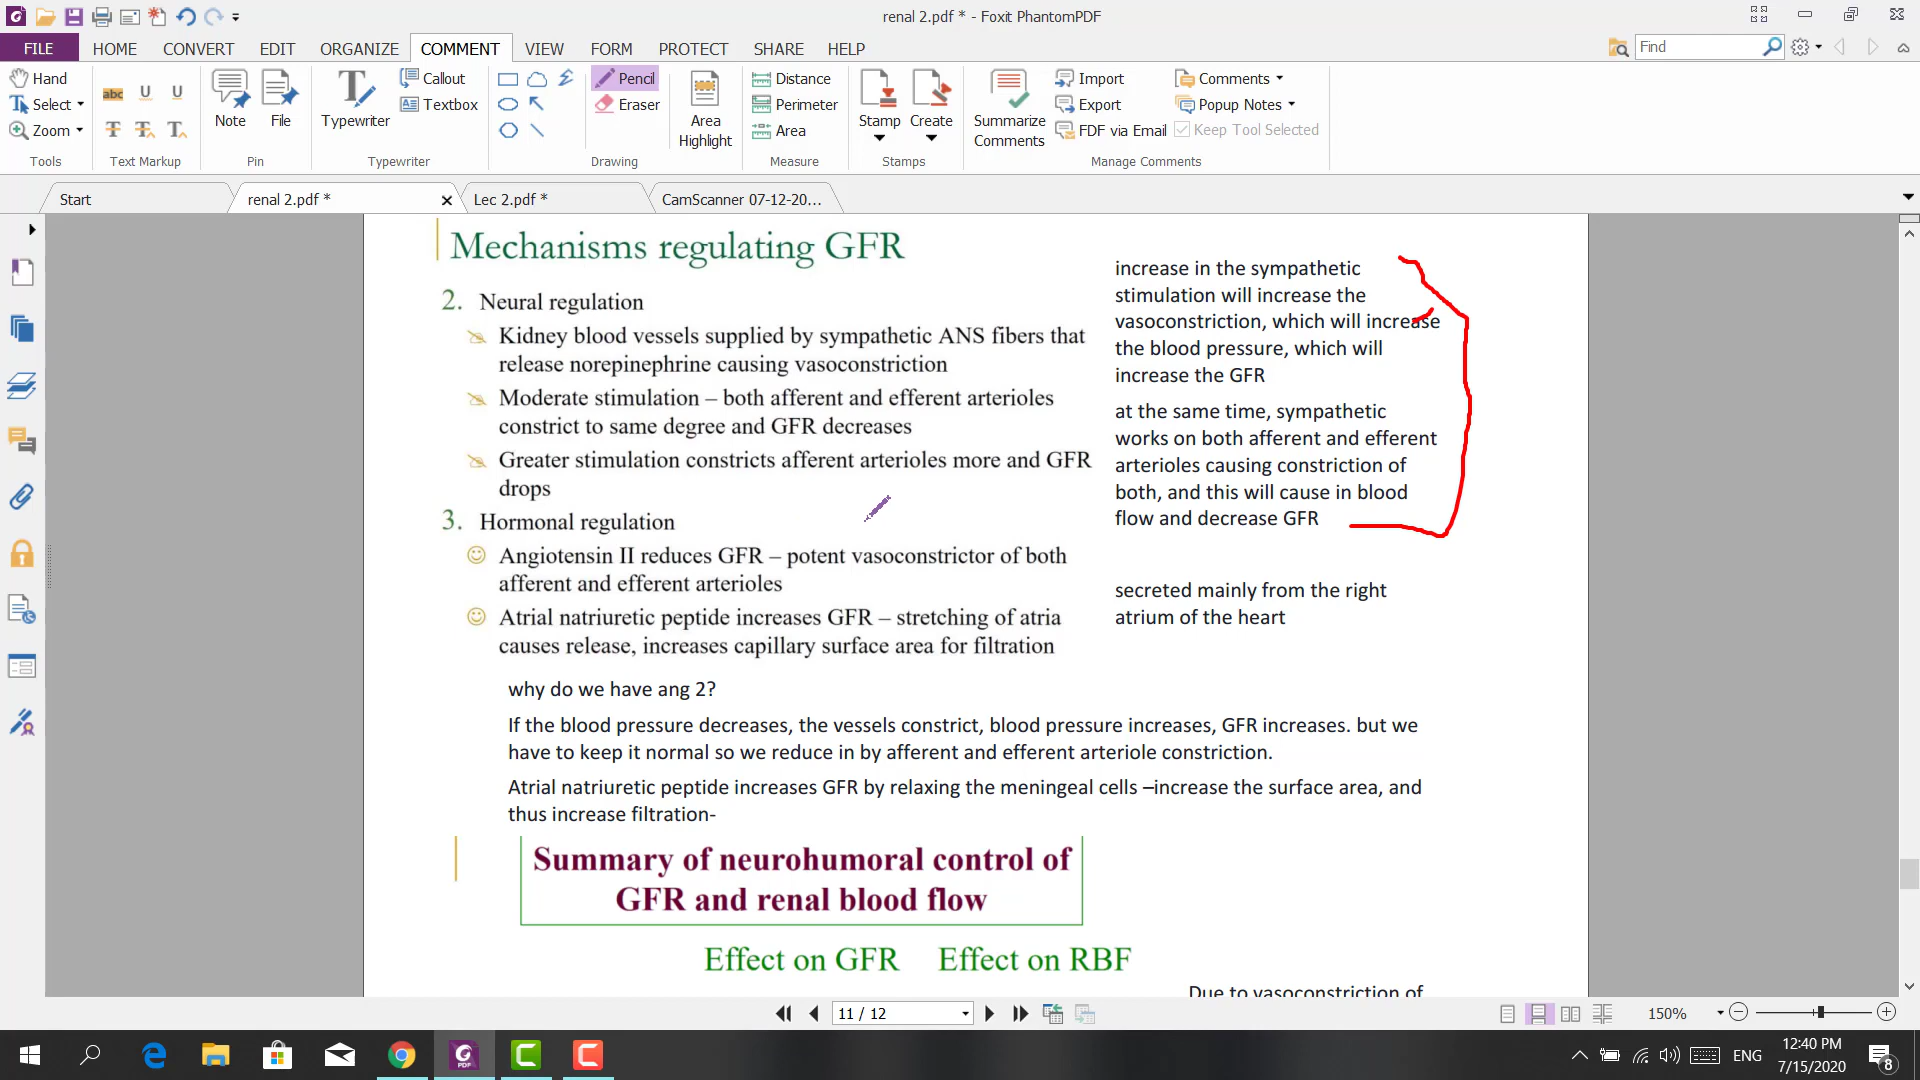 renal 2.pdf * - Foxit PhantomPDF
FILE HOME CONVERT EDIT ORGANIZE COMMENT VIEW FORM PROTECT SHARE HELP Find
Hand
Select
Zoom
Tools
abc U U
T T T
Text Markup
Note File
Pin
Typewriter
Callout
Textbox
Typewriter
Pencil
Eraser
Area
Highlight
Drawing
Distance
Perimeter
Area
Measure
Stamp Create
Stamps
Summarize
Comments
Import
Export
FDF via Email
Comments
Popup Notes
Keep Tool Selected
Manage Comments
Start renal 2.pdf * Lec 2.pdf * CamScanner 07-12-20...
Mechanisms regulating GFR
2. Neural regulation
Kidney blood vessels supplied by sympathetic ANS fibers that
release norepinephrine causing vasoconstriction
Moderate stimulation – both afferent and efferent arterioles
constrict to same degree and GFR decreases
Greater stimulation constricts afferent arterioles more and GFR
drops
3. Hormonal regulation
Angiotensin II reduces GFR – potent vasoconstrictor of both
afferent and efferent arterioles
Atrial natriuretic peptide increases GFR – stretching of atria
causes release, increases capillary surface area for filtration
increase in the sympathetic
stimulation will increase the
vasoconstriction, which will increase
the blood pressure, which will
increase the GFR
at the same time, sympathetic
works on both afferent and efferent
arterioles causing constriction of
both, and this will cause in blood
flow and decrease GFR
secreted mainly from the right
atrium of the heart
why do we have ang 2?
If the blood pressure decreases, the vessels constrict, blood pressure increases, GFR increases. but we
have to keep it normal so we reduce in by afferent and efferent arteriole constriction.
Atrial natriuretic peptide increases GFR by relaxing the meningeal cells –increase the surface area, and
thus increase filtration-
Summary of neurohumoral control of
GFR and renal blood flow
Effect on GFR Effect on RBF
Due to vasoconstriction of
11 / 12
150%
ENG
12:40 PM
7/15/2020
8